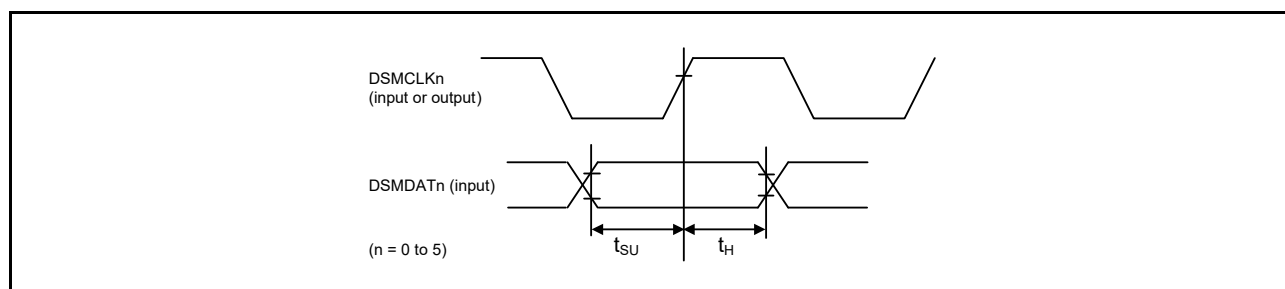 DSMCLKn
(input or output)
DSMDATn (input)
tSU
tH
(n = 0 to 5)